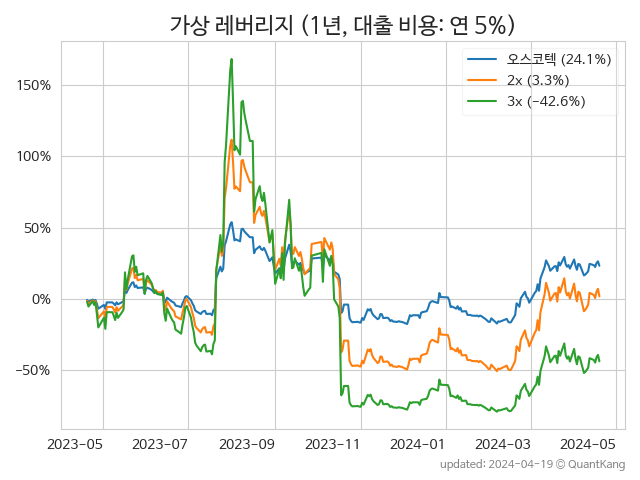 가상 레버리지 (1년, 대출 비용: 연 5%)
오스코텍 (24.1%)
2x (3.3%)
3x (−42.6%)
150%
100%
50%
0%
−50%
2023-05 2023-07 2023-09 2023-11 2024-01 2024-03 2024-05
updated: 2024-04-19 © QuantKang